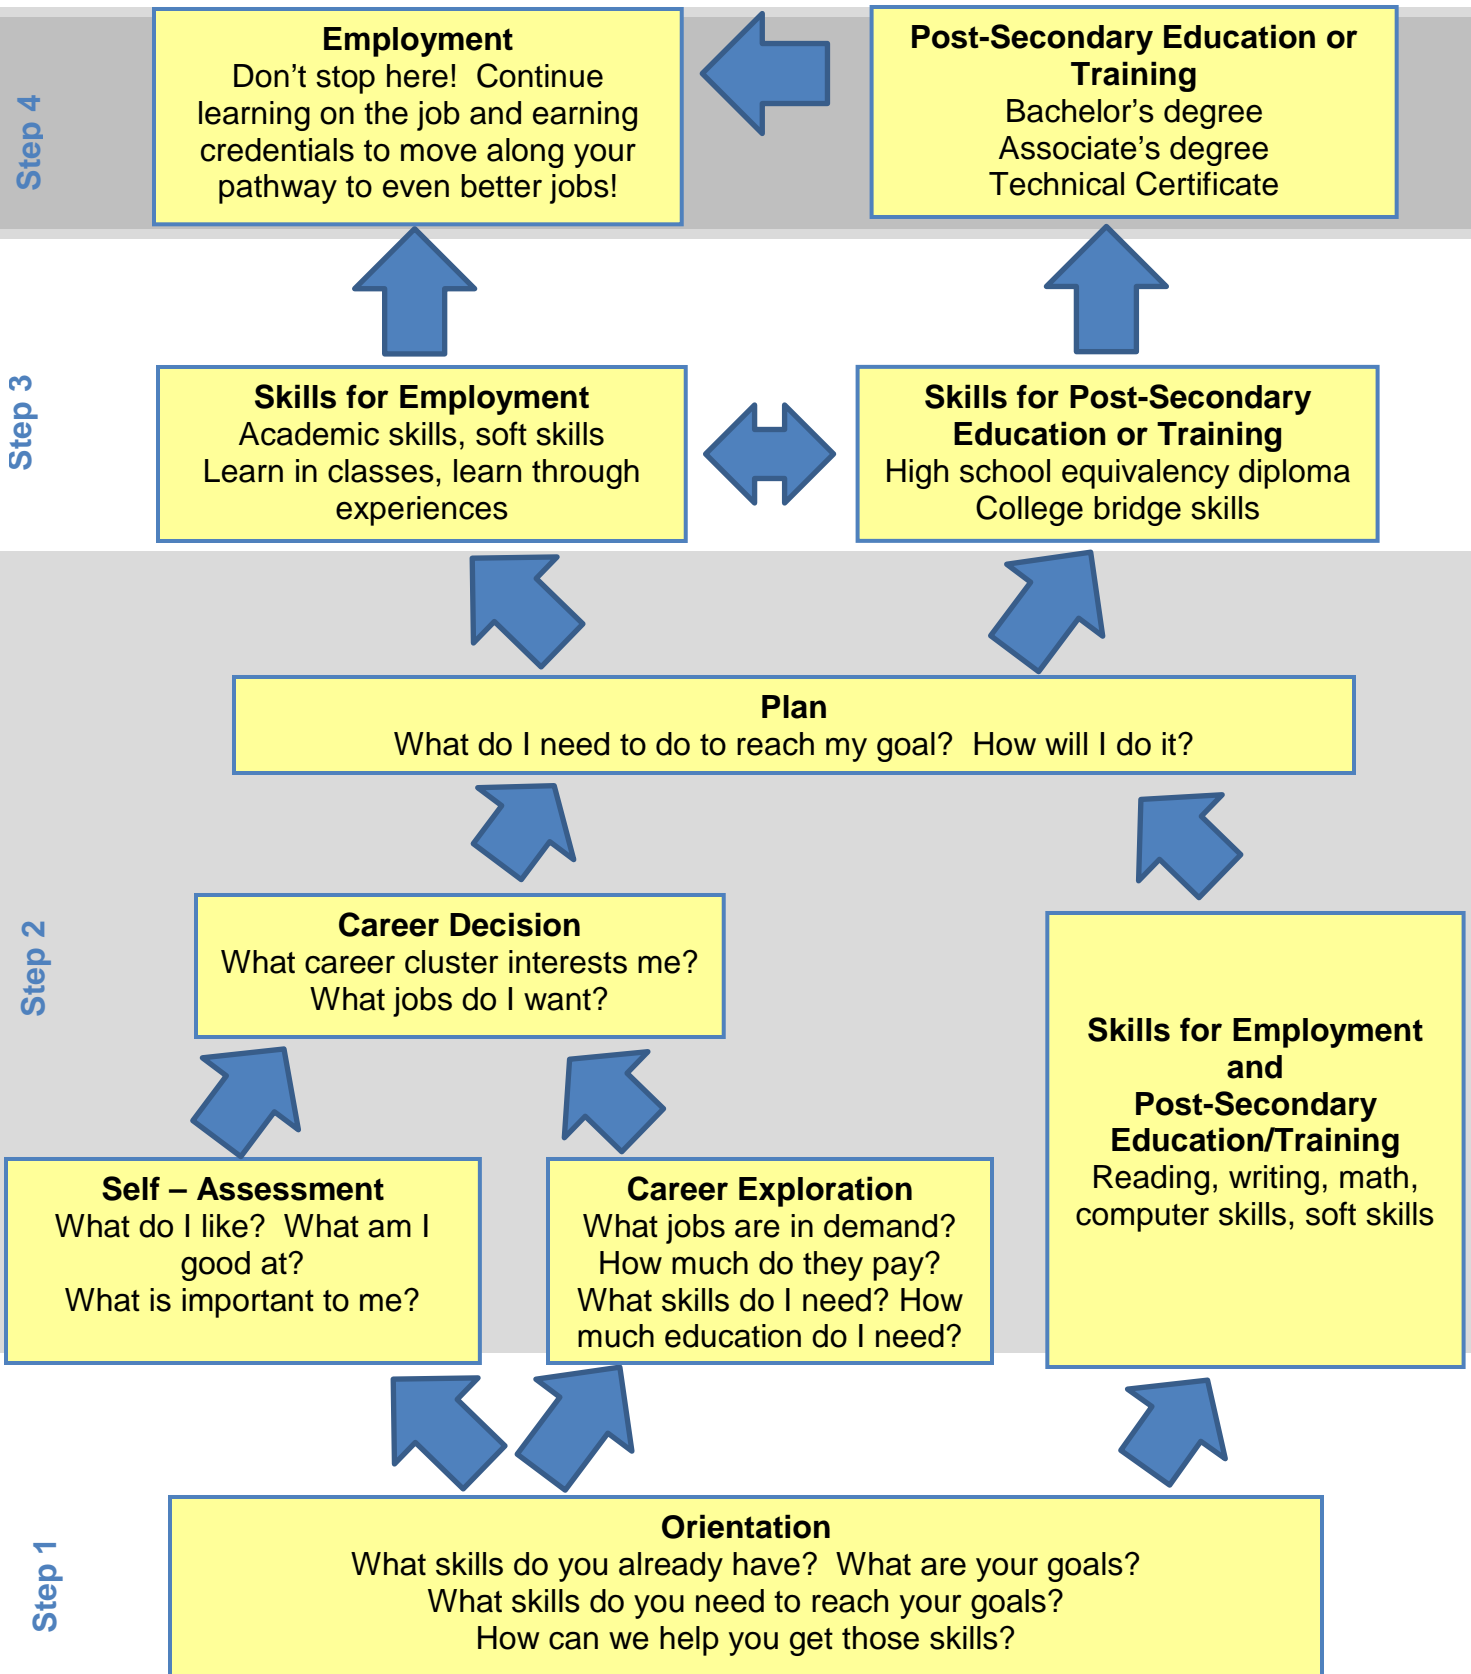 Step 4
Employment
Don’t stop here!  Continue
learning on the job and earning
credentials to move along your
pathway to even better jobs!
Post-Secondary Education or
Training
Bachelor’s degree
Associate’s degree
Technical Certificate
Step 3
Skills for Employment
Academic skills, soft skills
Learn in classes, learn through
experiences
Skills for Post-Secondary
Education or Training
High school equivalency diploma
College bridge skills
Plan
What do I need to do to reach my goal?  How will I do it?
Step 2
Career Decision
What career cluster interests me?
What jobs do I want?
Skills for Employment
and
Post-Secondary
Education/Training
Reading, writing, math,
computer skills, soft skills
Self – Assessment
What do I like?  What am I
good at?
What is important to me?
Career Exploration
What jobs are in demand?
How much do they pay?
What skills do I need? How
much education do I need?
Step 1
Orientation
What skills do you already have?  What are your goals?
What skills do you need to reach your goals?
How can we help you get those skills?